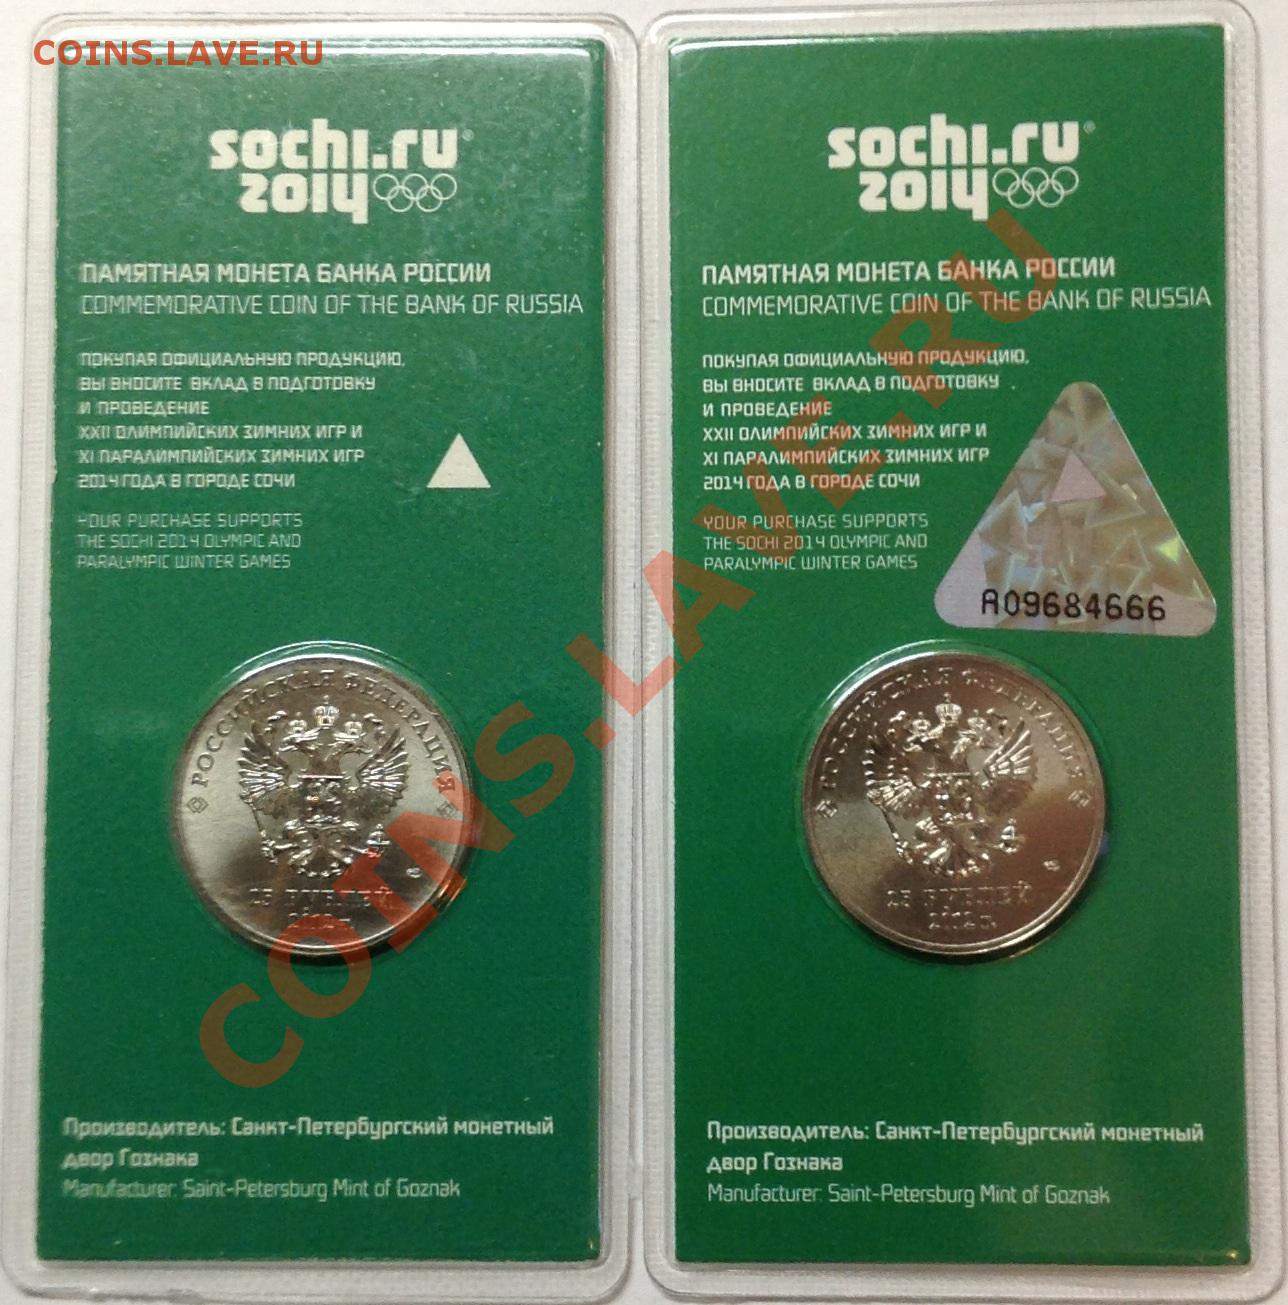 COINS.LAVE.RU
sochi.ru®
2014
ПАМЯТНАЯ МОНЕТА БАНКА РОССИИ
COMMEMORATIVE COIN OF THE BANK OF RUSSIA
ПОКУПАЯ ОФИЦИАЛЬНУЮ ПРОДУКЦИЮ,
ВЫ ВНОСИТЕ ВКЛАД В ПОДГОТОВКУ
И ПРОВЕДЕНИЕ
XXII ОЛИМПИЙСКИХ ЗИМНИХ ИГР И
XI ПАРАЛИМПИЙСКИХ ЗИМНИХ ИГР
2014 ГОДА В ГОРОДЕ СОЧИ
YOUR PURCHASE SUPPORTS
THE SOCHI 2014 OLYMPIC AND
PARALYMPIC WINTER GAMES
РОССИЙСКАЯ ФЕДЕРАЦИЯ
25 РУБЛЕЙ
2012 г.
Производитель: Санкт-Петербургский монетный
двор Гознака
Manufacturer: Saint-Petersburg Mint of Goznak
sochi.ru®
2014
ПАМЯТНАЯ МОНЕТА БАНКА РОССИИ
COMMEMORATIVE COIN OF THE BANK OF RUSSIA
ПОКУПАЯ ОФИЦИАЛЬНУЮ ПРОДУКЦИЮ,
ВЫ ВНОСИТЕ ВКЛАД В ПОДГОТОВКУ
И ПРОВЕДЕНИЕ
XXII ОЛИМПИЙСКИХ ЗИМНИХ ИГР И
XI ПАРАЛИМПИЙСКИХ ЗИМНИХ ИГР
2014 ГОДА В ГОРОДЕ СОЧИ
YOUR PURCHASE SUPPORTS
THE SOCHI 2014 OLYMPIC AND
PARALYMPIC WINTER GAMES
A09684666
РОССИЙСКАЯ ФЕДЕРАЦИЯ
25 РУБЛЕЙ
2012 г.
Производитель: Санкт-Петербургский монетный
двор Гознака
Manufacturer: Saint-Petersburg Mint of Goznak
COINS.LAVE.RU